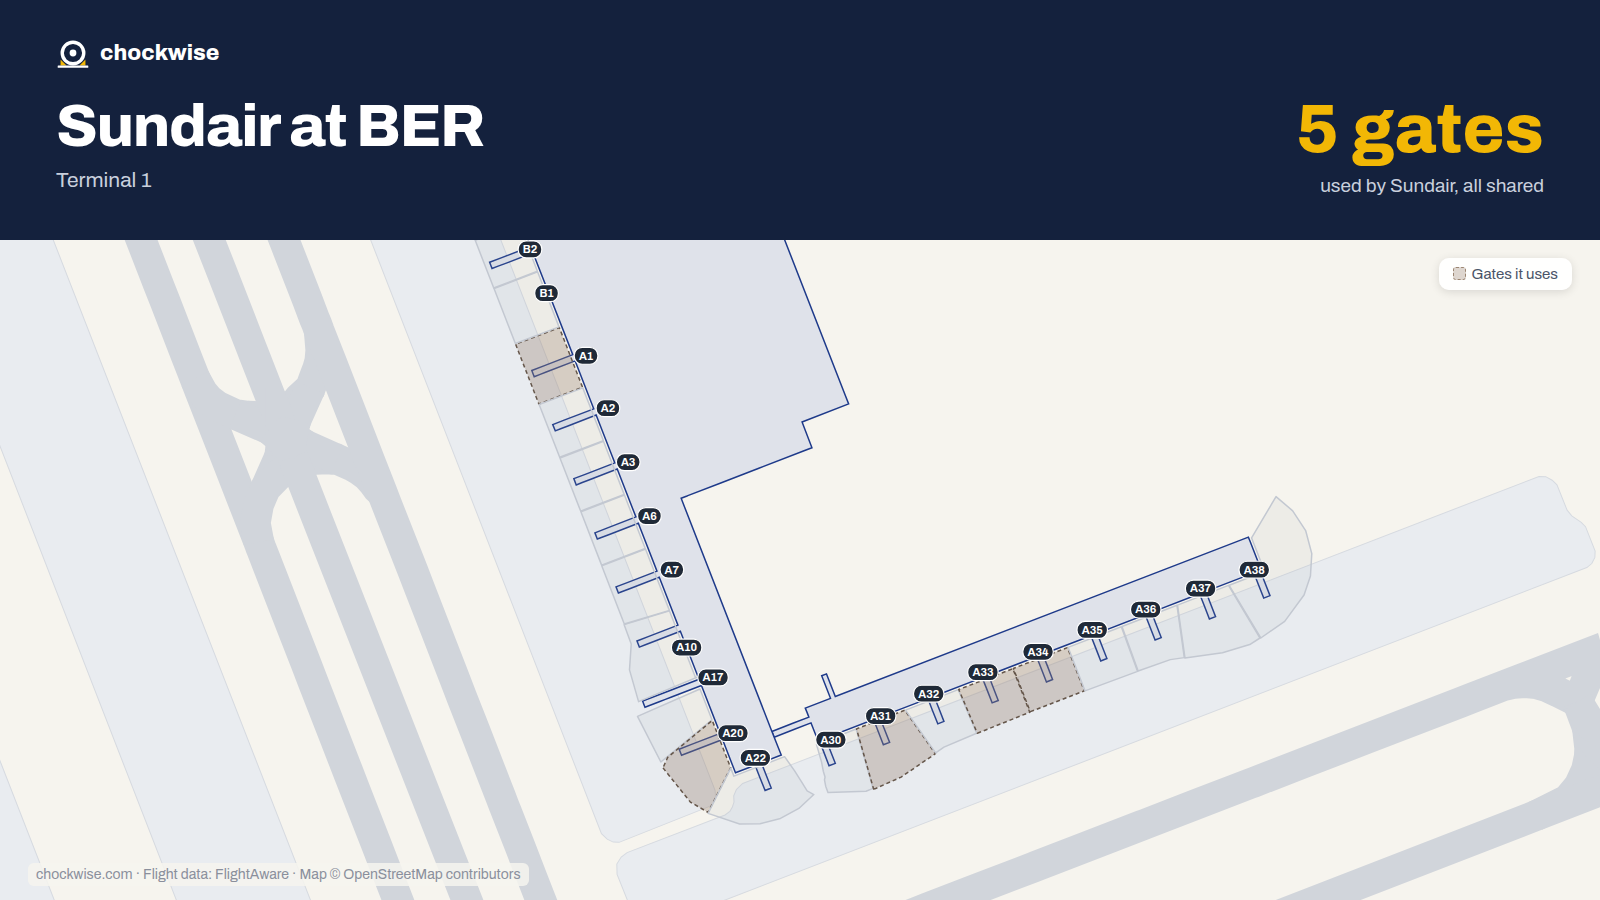 chockwise
Sundair at BER
Terminal 1
5 gates
used by Sundair, all shared
Gates it uses
B2
B1
A1
A2
A3
A6
A7
A10
A17
A20
A22
A30
A31
A32
A33
A34
A35
A36
A37
A38
chockwise.com · Flight data: FlightAware · Map © OpenStreetMap contributors